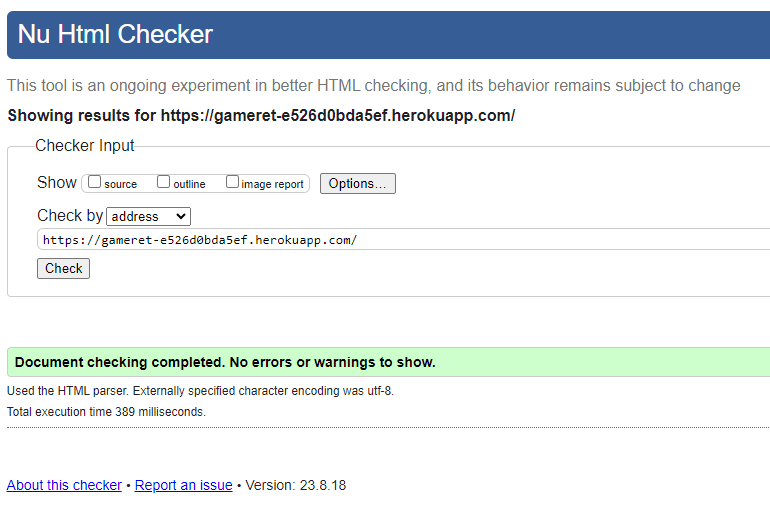 Nu Html Checker
This tool is an ongoing experiment in better HTML checking, and its behavior remains subject to change
Showing results for https://gameret-e526d0bda5ef.herokuapp.com/
Checker Input
Show source outline image report Options...
Check by address
https://gameret-e526d0bda5ef.herokuapp.com/
Check
Document checking completed. No errors or warnings to show.
Used the HTML parser. Externally specified character encoding was utf-8.
Total execution time 389 milliseconds.
About this checker • Report an issue • Version: 23.8.18